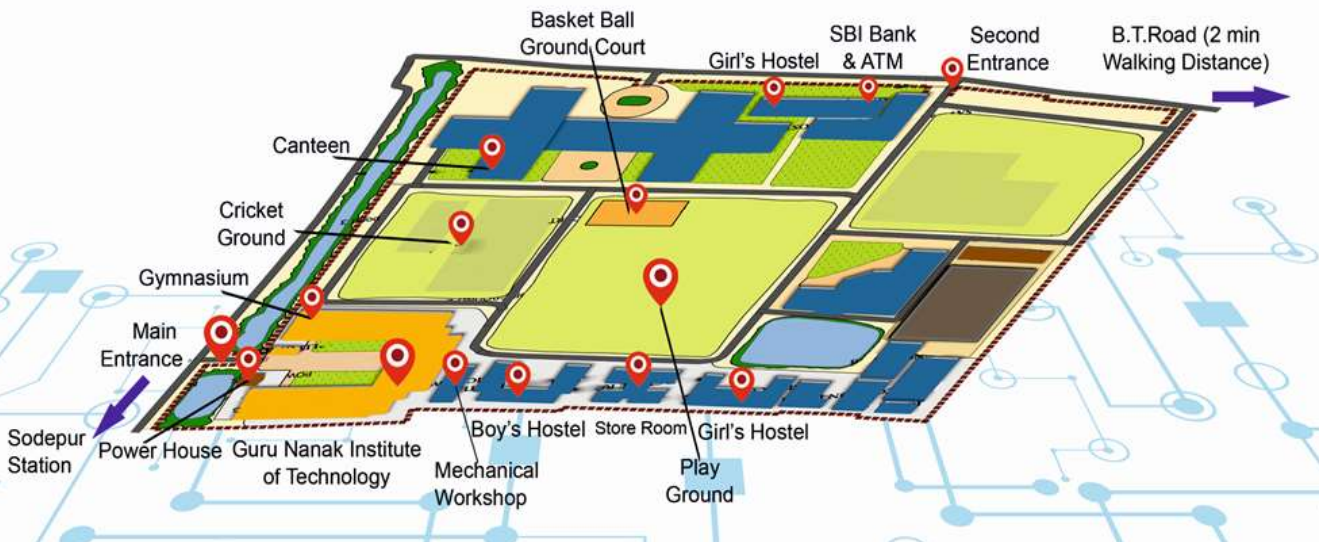 Basket Ball
Ground Court
Girl's Hostel
SBI Bank
& ATM
Second
Entrance
B.T.Road (2 min
Walking Distance)
Canteen
Cricket
Ground
Gymnasium
Main
Entrance
Sodepur
Station
Power House
Guru Nanak Institute
of Technology
Mechanical
Workshop
Boy's Hostel
Store Room
Girl's Hostel
Play
Ground